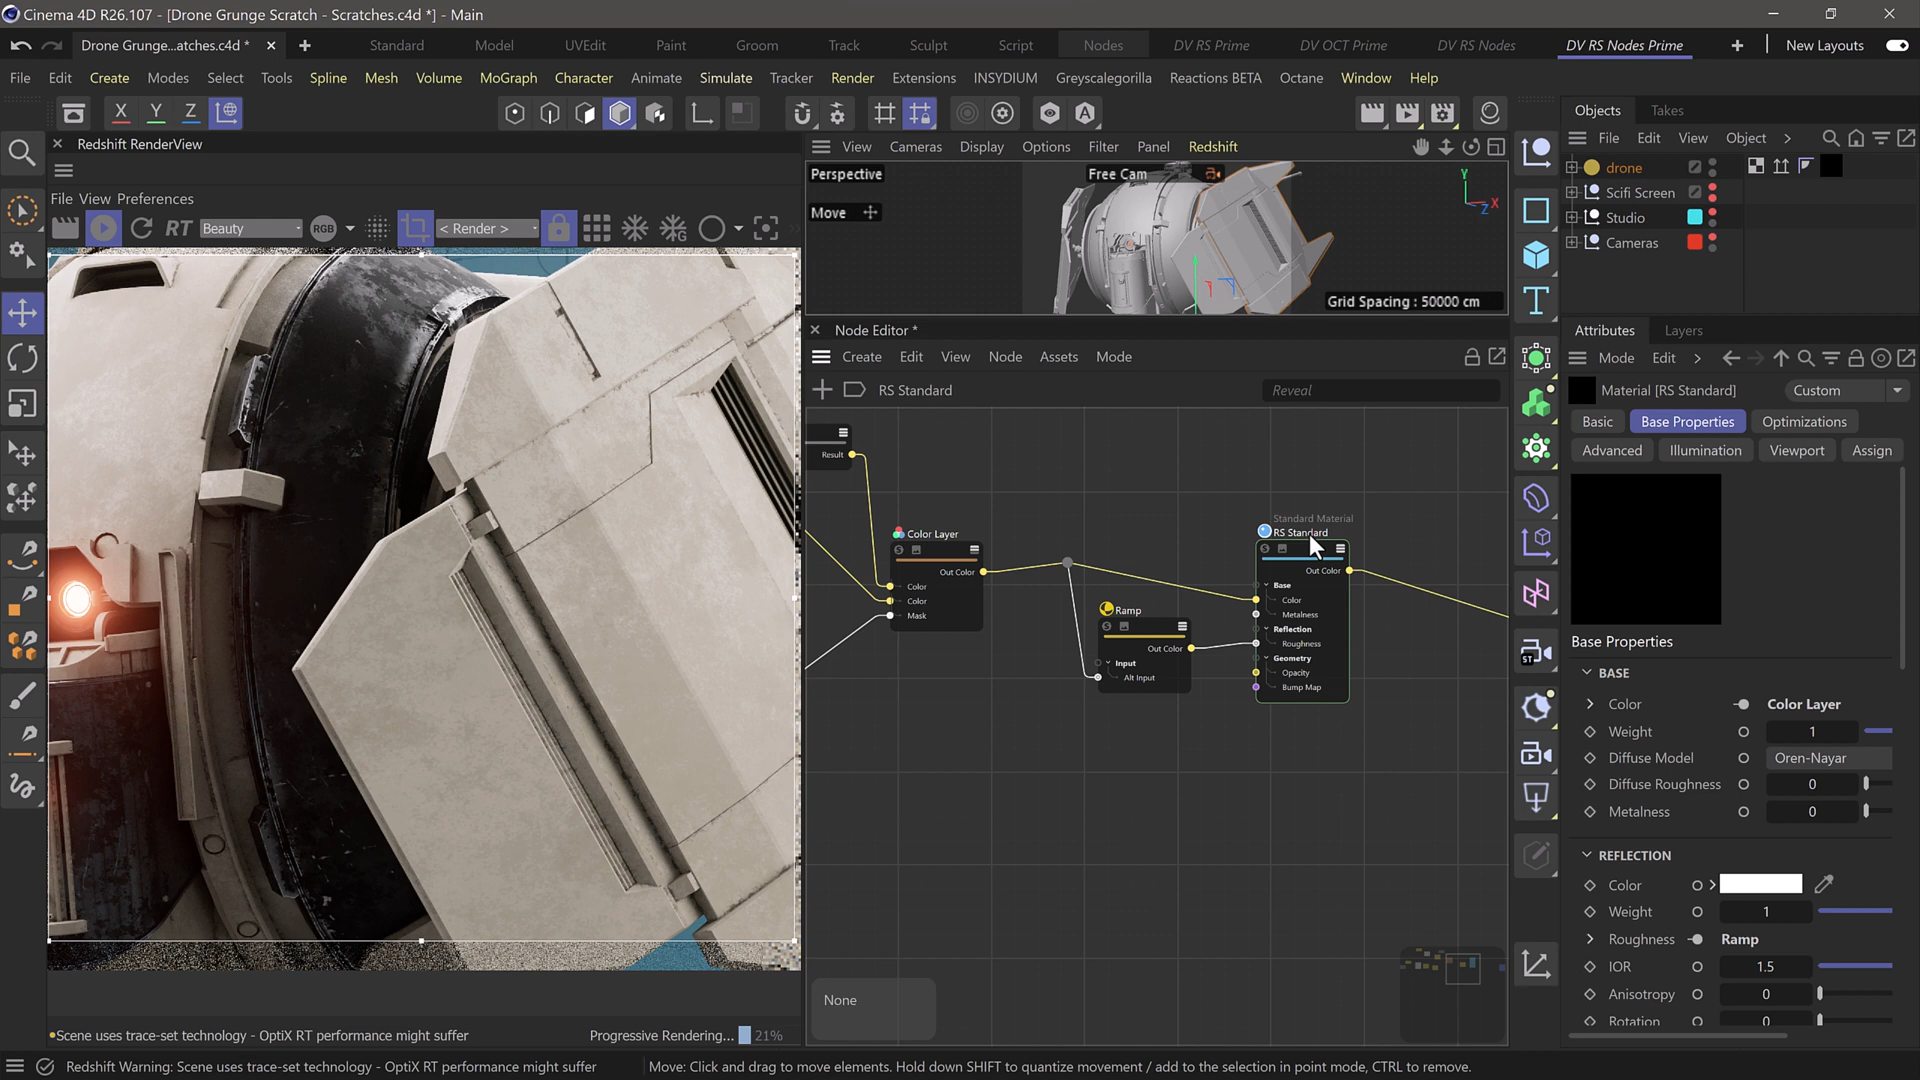 Cinema 4D R26.107 - [Drone Grunge Scratch - Scratches.c4d *] - Main
Drone Grunge...atches.c4d *
Standard
Model
UVEdit
Paint
Groom
Track
Sculpt
Script
Nodes
DV RS Prime
DV OCT Prime
DV RS Nodes
DV RS Nodes Prime
New Layouts
File Edit Create Modes Select Tools Spline Mesh Volume MoGraph Character Animate Simulate Tracker Render Extensions INSYDIUM Greyscalegorilla Reactions BETA Octane Window Help
X Y Z
Redshift RenderView
File View Preferences
RT
Beauty
RGB
< Render >
G
View Cameras Display Options Filter Panel Redshift
Perspective
Free Cam
Move
Y
X
Z
Grid Spacing : 50000 cm
Node Editor *
Create Edit View Node Assets Mode
RS Standard
Reveal
Result
Color Layer
S
Out Color
Color
Color
Mask
Ramp
S
Out Color
Input
Alt Input
Standard Material
RS Standard
S
Out Color
Base
Color
Metalness
Reflection
Roughness
Geometry
Opacity
Bump Map
None
Scene uses trace-set technology - OptiX RT performance might suffer
Progressive Rendering... 21%
Redshift Warning: Scene uses trace-set technology - OptiX RT performance might suffer
Move: Click and drag to move elements. Hold down SHIFT to quantize movement / add to the selection in point mode, CTRL to remove.
T
ST
Objects
Takes
File Edit View Object
drone
Scifi Screen
Studio
Cameras
Attributes
Layers
Mode Edit
Material [RS Standard]
Custom
Basic
Base Properties
Optimizations
Advanced
Illumination
Viewport
Assign
Base Properties
BASE
Color Color Layer
Weight 1
Diffuse Model Oren-Nayar
Diffuse Roughness 0
Metalness 0
REFLECTION
Color
Weight 1
Roughness Ramp
IOR 1.5
Anisotropy 0
Rotation 0